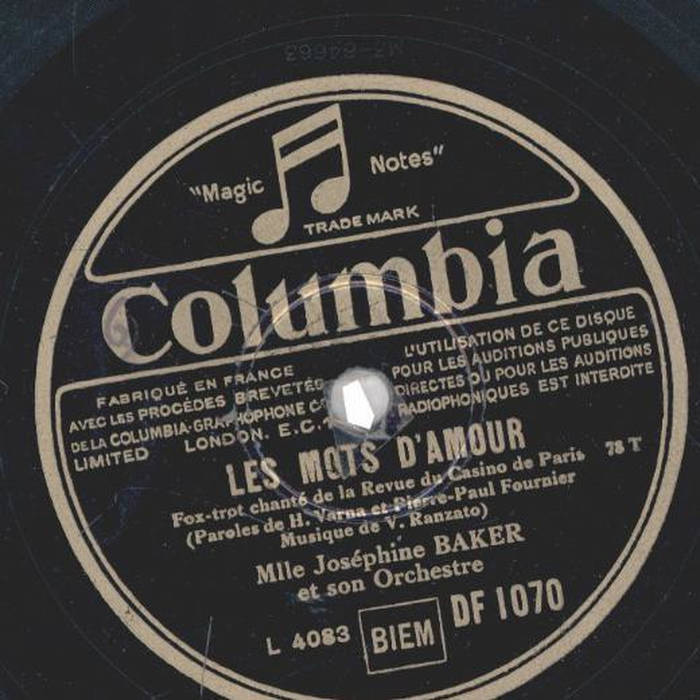 "Magic Notes"
TRADE MARK
Columbia
FABRIQUÉ EN FRANCE
AVEC LES PROCÉDÉS BREVETÉS
DE LA COLUMBIA-GRAPHOPHONE
LIMITED LONDON. E.C.
L'UTILISATION DE CE DISQUE
POUR LES AUDITIONS PUBLIQUES
DIRECTES OU POUR LES AUDITIONS
RADIOPHONIQUES EST INTERDITE
LES MOTS D'AMOUR
78 T
Fox-trot chanté de la Revue du Casino de Paris
(Paroles de H. Varna et Pierre-Paul Fournier
Musique de V. Ranzato)
Mlle Joséphine BAKER
et son Orchestre
L 4083 BIEM DF 1070